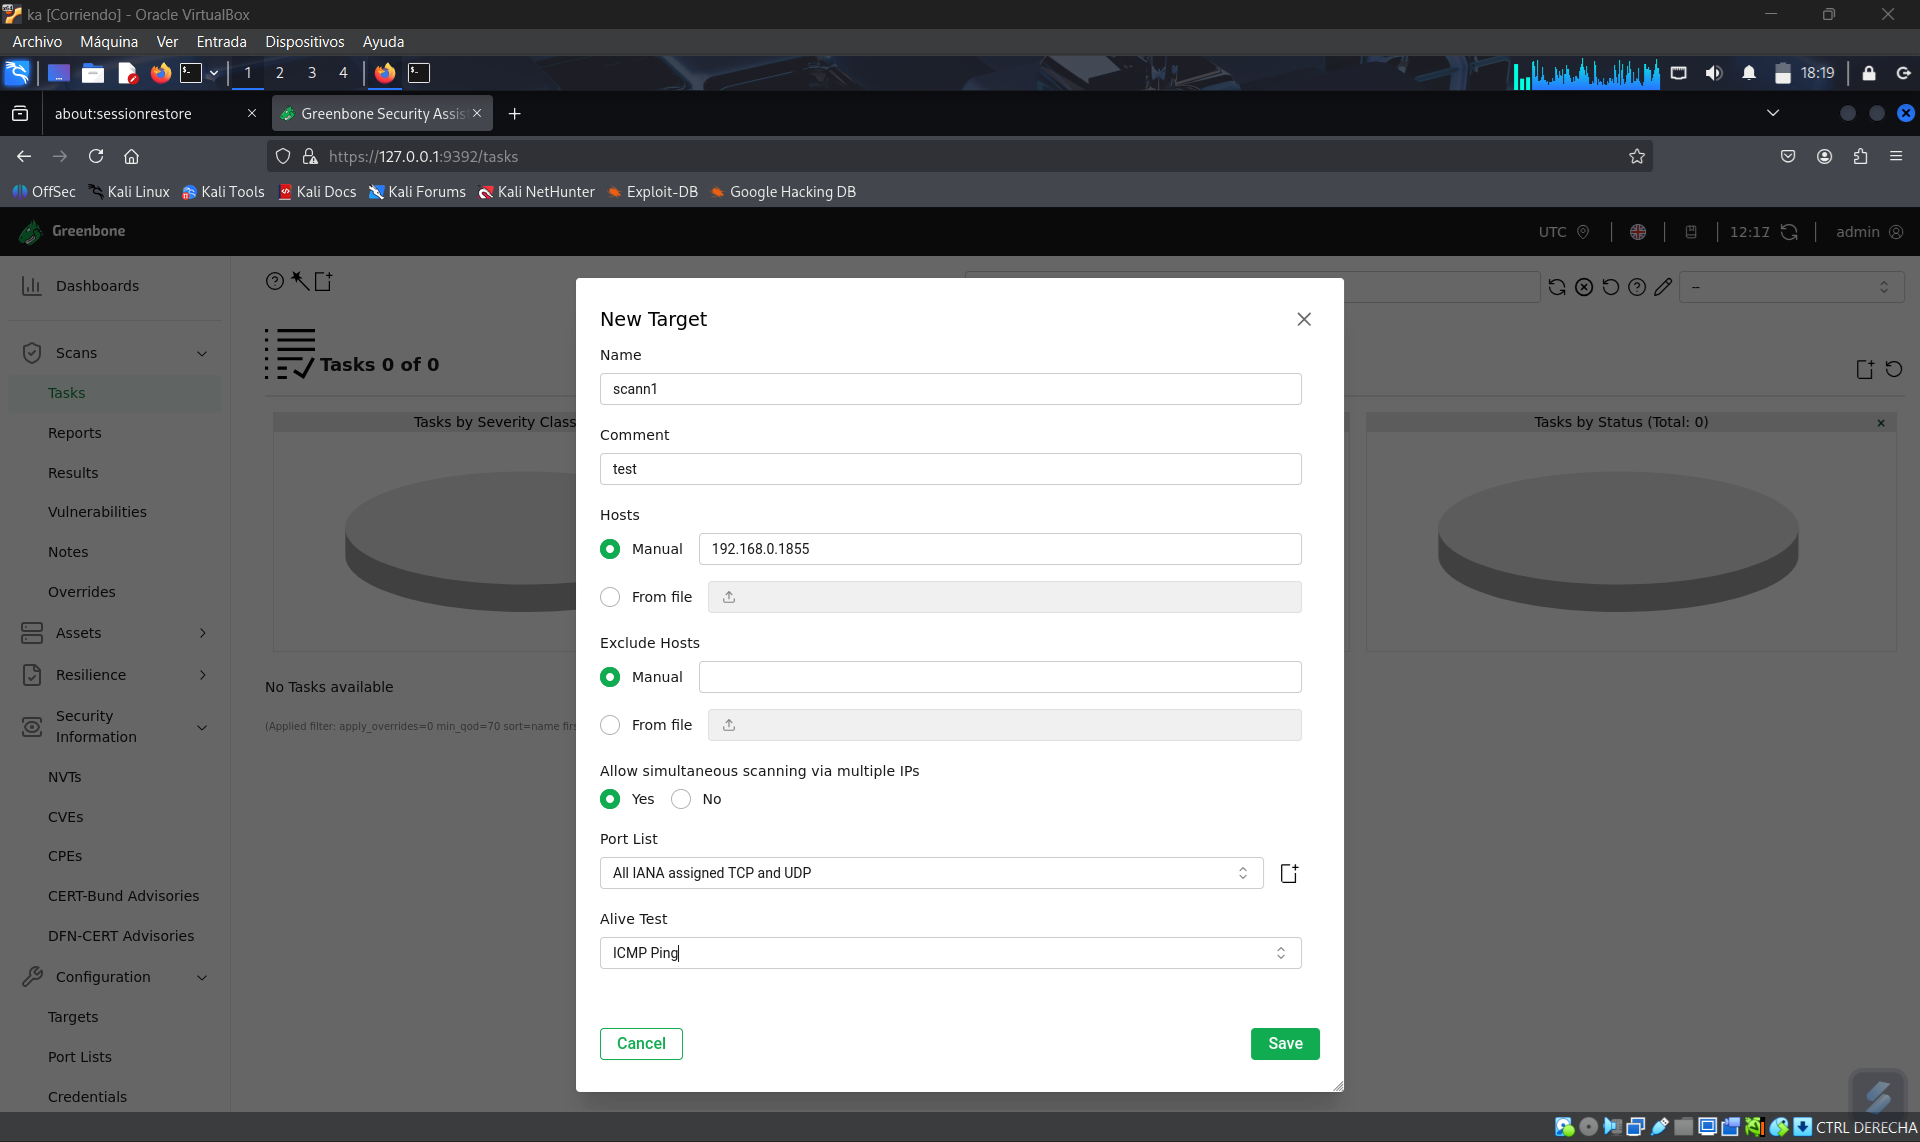 ka [Corriendo] - Oracle VirtualBox
Archivo Máquina Ver Entrada Dispositivos Ayuda
1 2 3 4 18:19
about:sessionrestore Greenbone Security Assis
https://127.0.0.1:9392/tasks
OffSec Kali Linux Kali Tools Kali Docs Kali Forums Kali NetHunter Exploit-DB Google Hacking DB
Greenbone UTC 12:17 admin
Dashboards
Scans
Tasks
Reports
Results
Vulnerabilities
Notes
Overrides
Assets
Resilience
Security
Information
NVTs
CVEs
CPEs
CERT-Bund Advisories
DFN-CERT Advisories
Configuration
Targets
Port Lists
Credentials
--
Tasks 0 of 0
Tasks by Severity Class
Tasks by Status (Total: 0)
No Tasks available
(Applied filter: apply_overrides=0 min_qod=70 sort=name firs
New Target
Name
scann1
Comment
test
Hosts
Manual 192.168.0.1855
From file
Exclude Hosts
Manual
From file
Allow simultaneous scanning via multiple IPs
Yes No
Port List
All IANA assigned TCP and UDP
Alive Test
ICMP Ping
Cancel Save
CTRL DERECHA